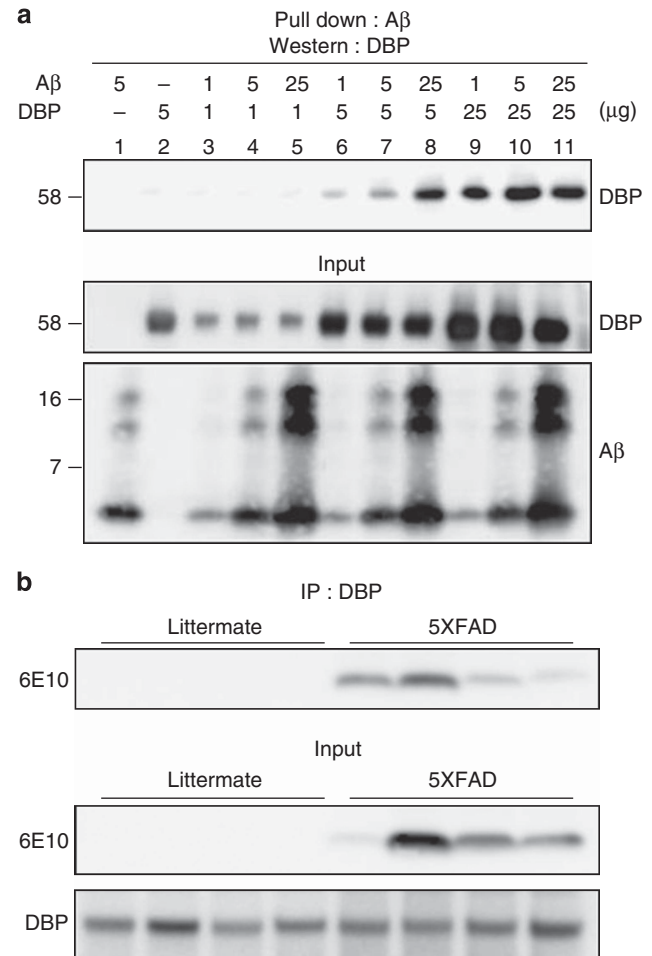 a
Pull down : Aβ
Western : DBP
Aβ 5 – 1 5 25 1 5 25 1 5 25
DBP – 5 1 1 1 5 5 5 25 25 25 (μg)
1 2 3 4 5 6 7 8 9 10 11
58 DBP
Input
58 DBP
16
Aβ
7
b
IP : DBP
Littermate 5XFAD
6E10
Input
Littermate 5XFAD
6E10
DBP